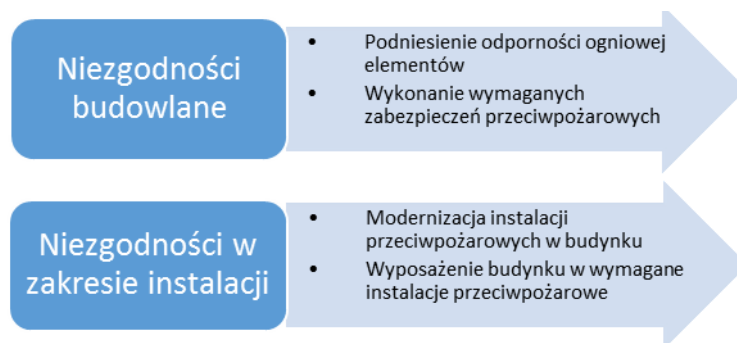 Niezgodności
budowlane
• Podniesienie odporności ogniowej
elementów
• Wykonanie wymaganych
zabezpieczeń przeciwpożarowych
Niezgodności w
zakresie instalacji
• Modernizacja instalacji
przeciwpożarowych w budynku
• Wyposażenie budynku w wymagane
instalacje przeciwpożarowe